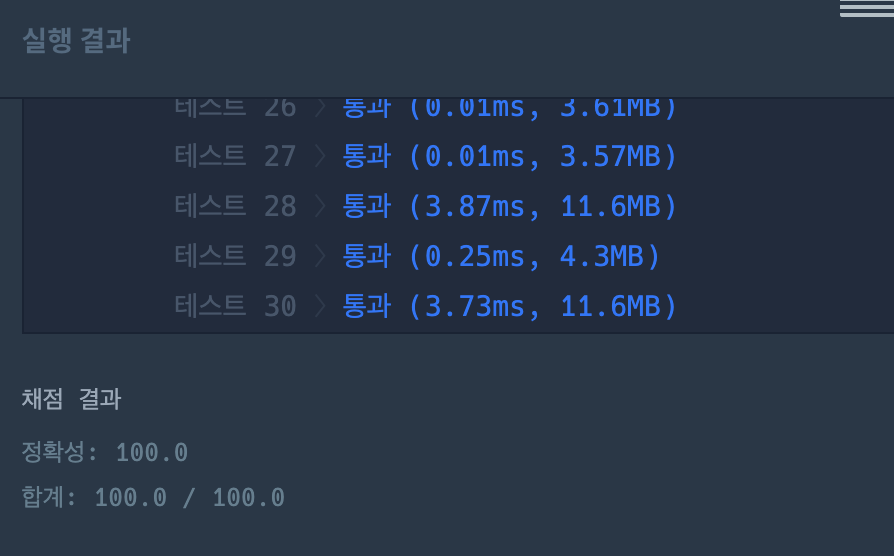 실행 결과
테스트 26 〉 통과 (0.01ms, 3.61MB)
테스트 27 〉 통과 (0.01ms, 3.57MB)
테스트 28 〉 통과 (3.87ms, 11.6MB)
테스트 29 〉 통과 (0.25ms, 4.3MB)
테스트 30 〉 통과 (3.73ms, 11.6MB)
채점 결과
정확성: 100.0
합계: 100.0 / 100.0